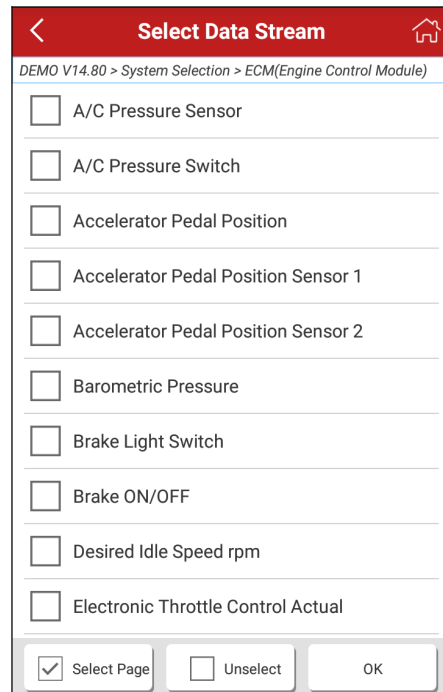 Select Data Stream
DEMO V14.80 > System Selection > ECM(Engine Control Module)
A/C Pressure Sensor
A/C Pressure Switch
Accelerator Pedal Position
Accelerator Pedal Position Sensor 1
Accelerator Pedal Position Sensor 2
Barometric Pressure
Brake Light Switch
Brake ON/OFF
Desired Idle Speed rpm
Electronic Throttle Control Actual
Select Page Unselect OK